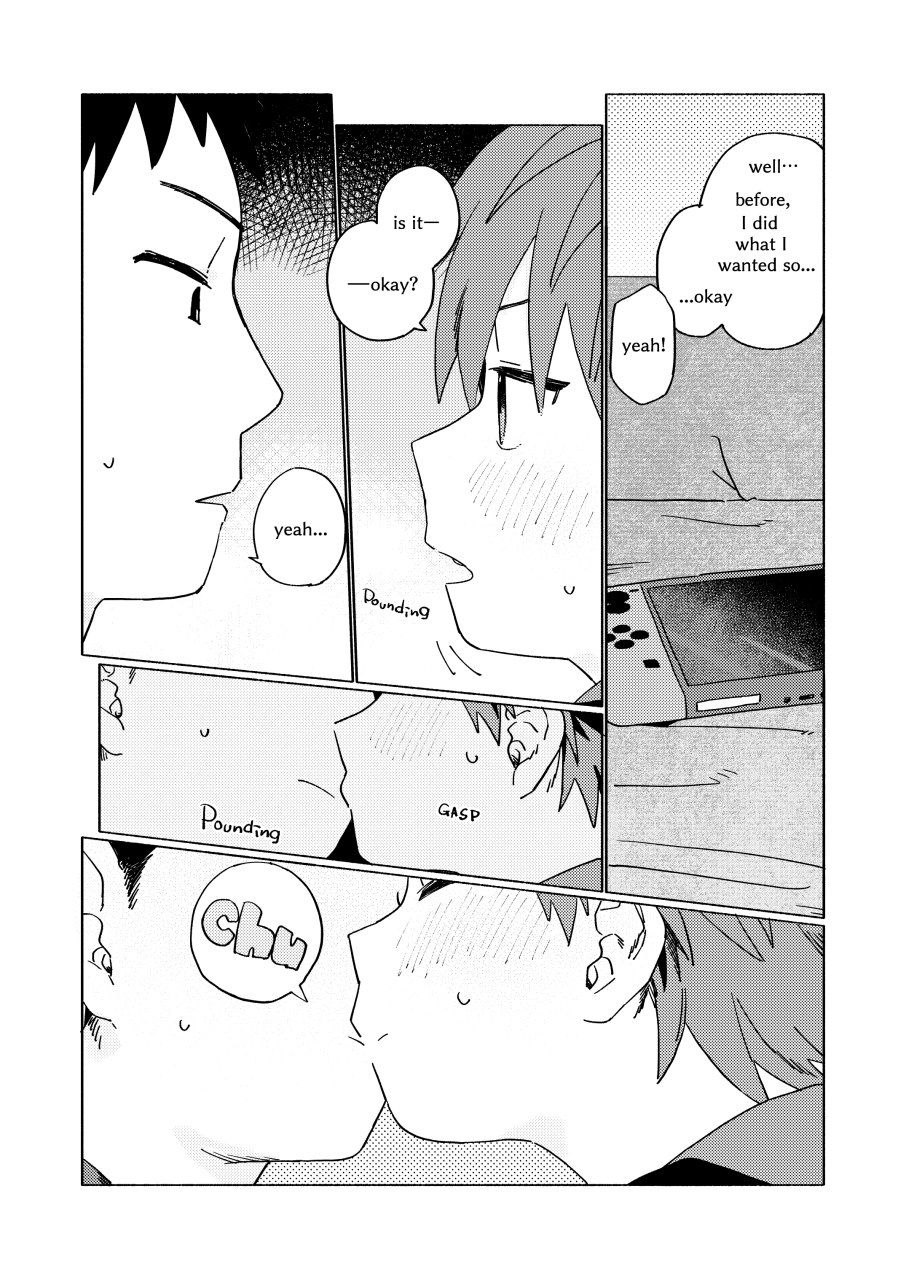 well…
before,
I did
what I
wanted so...
...okay
yeah!
is it—
—okay?
Pounding
yeah...
GASP
Pounding
chu